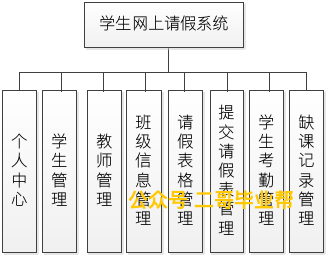 学生网上请假系统
个人中心
学生管理
教师管理
班级信息管理
请假表格管理
提交请假表管理
学生考勤管理
缺课记录管理
公众号 二哥毕业帮